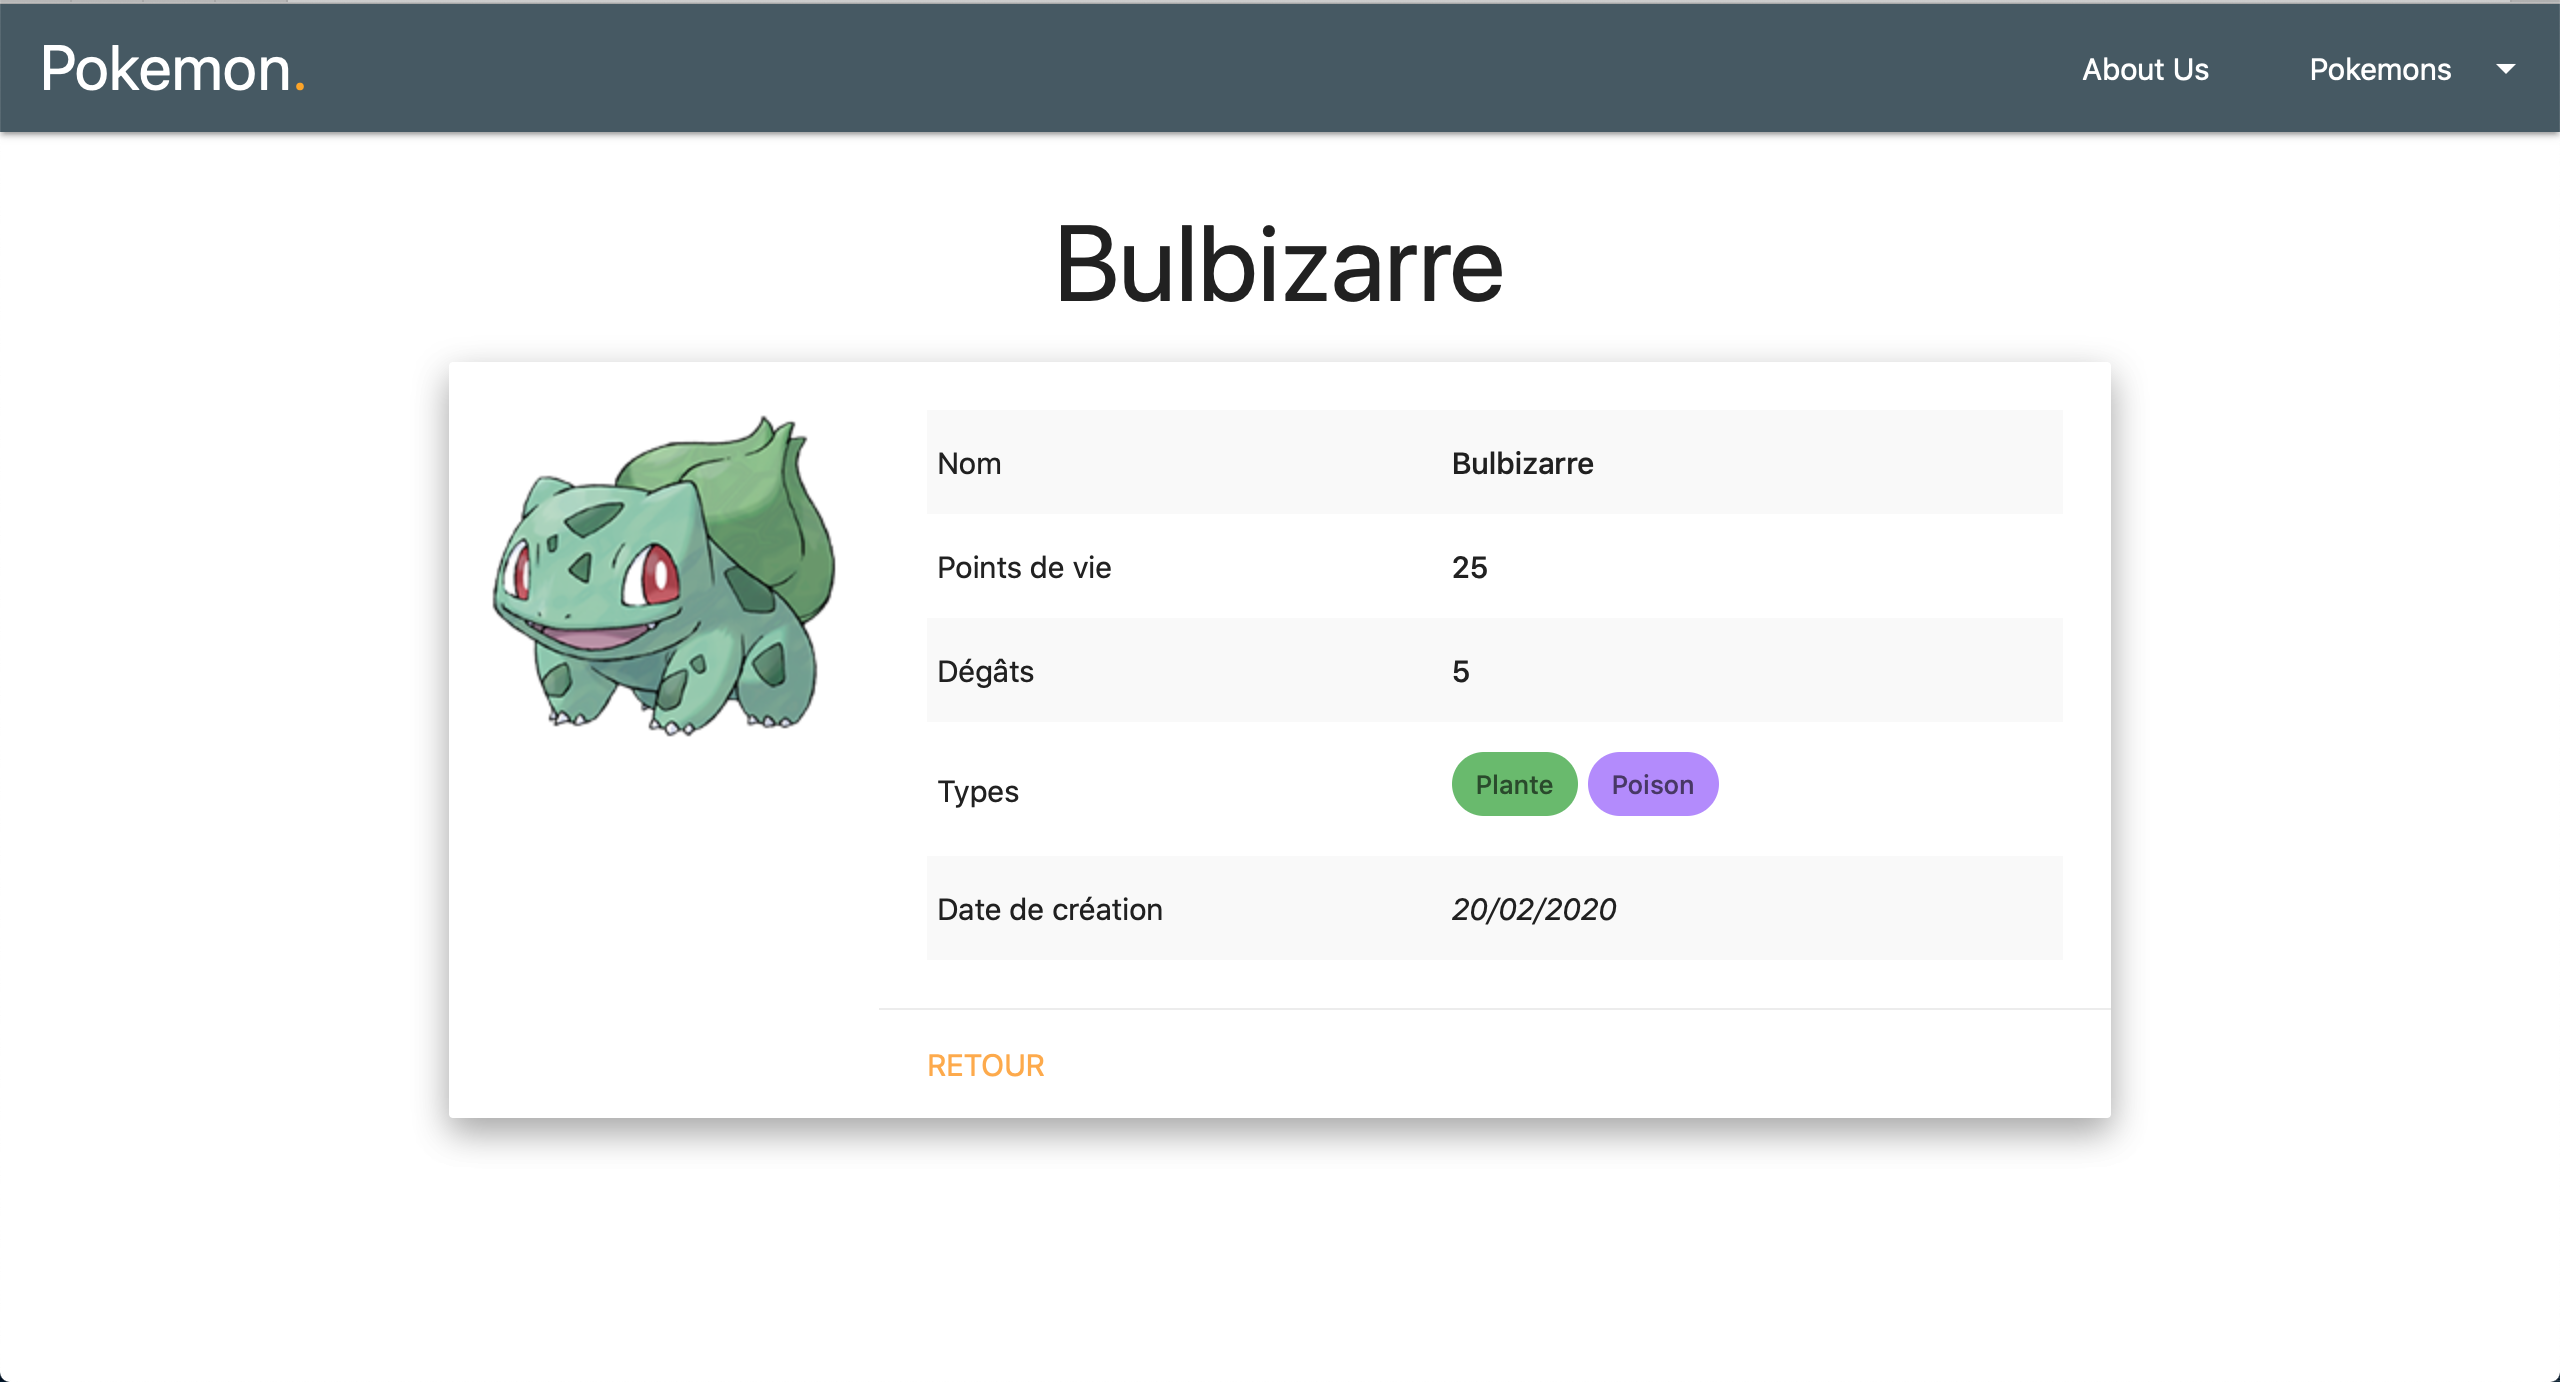 Pokemon.
About Us
Pokemons
Bulbizarre
Nom
Bulbizarre
Points de vie
25
Dégâts
5
Types
Plante
Poison
Date de création
20/02/2020
RETOUR